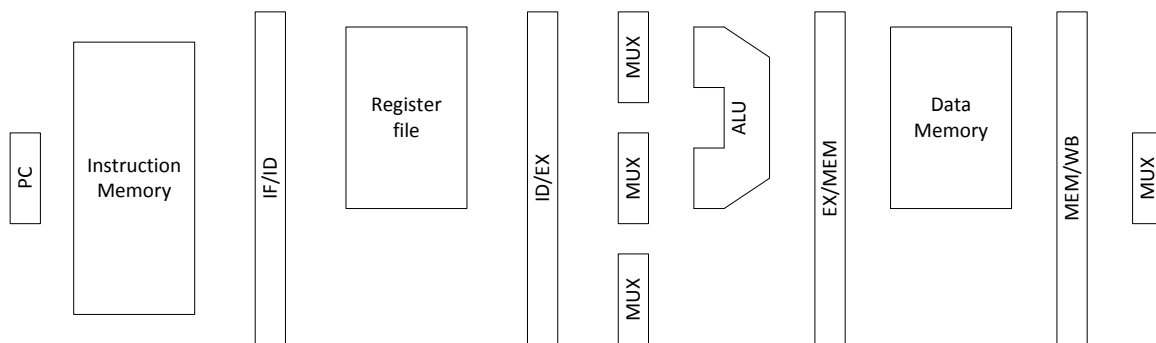 PC
Instruction
Memory
IF/ID
Register
file
ID/EX
MUX
MUX
MUX
ALU
EX/MEM
Data
Memory
MEM/WB
MUX